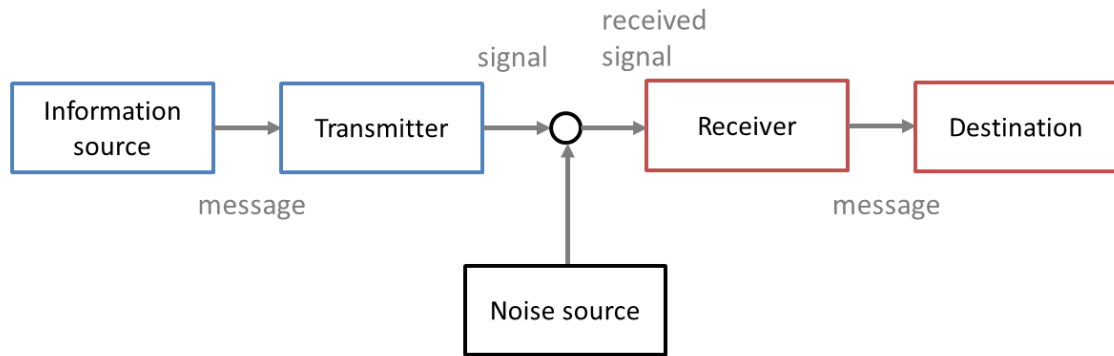 received
signal
signal
Information
source
Transmitter
Receiver
Destination
message
message
Noise source